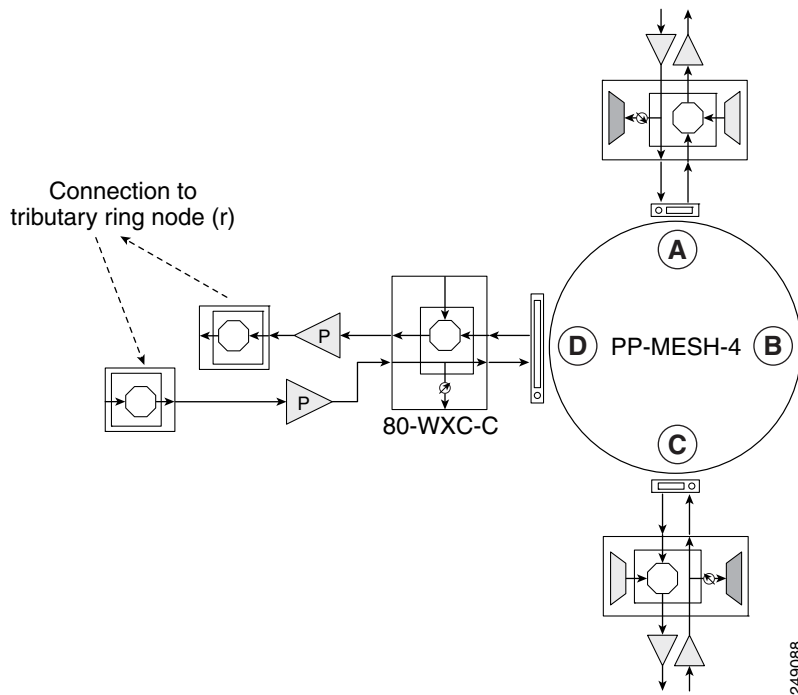 Connection to
tributary ring node (r)
A
P
D PP-MESH-4 B
P
80-WXC-C
C
249088